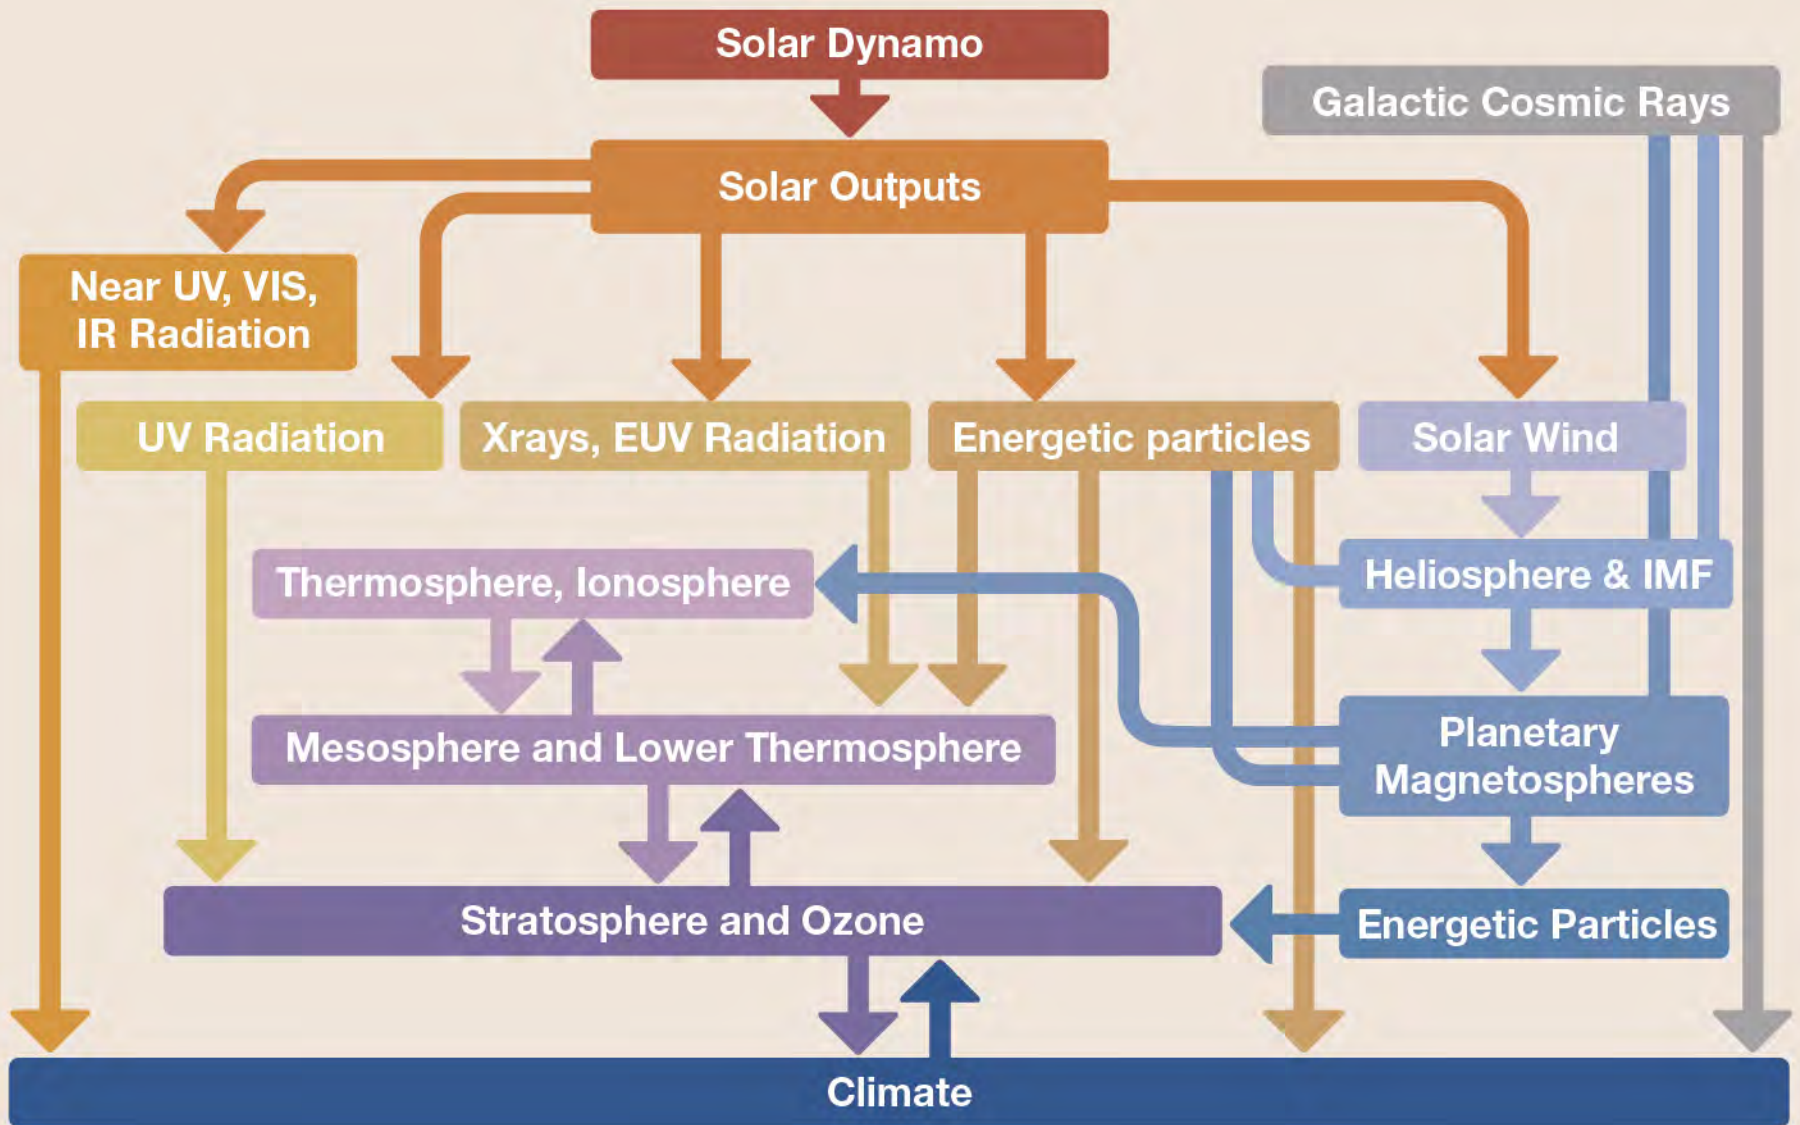 Solar Dynamo
Galactic Cosmic Rays
Solar Outputs
Near UV, VIS,
IR Radiation
UV Radiation
Xrays, EUV Radiation
Energetic particles
Solar Wind
Thermosphere, Ionosphere
Heliosphere & IMF
Mesosphere and Lower Thermosphere
Planetary
Magnetospheres
Stratosphere and Ozone
Energetic Particles
Climate